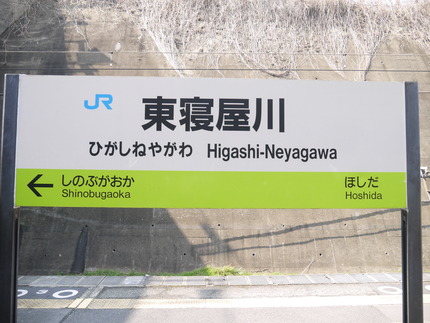 JR
東寝屋川
ひがしねやがわ Higashi-Neyagawa
しのぶがおか ほしだ
Shinobugaoka Hoshida